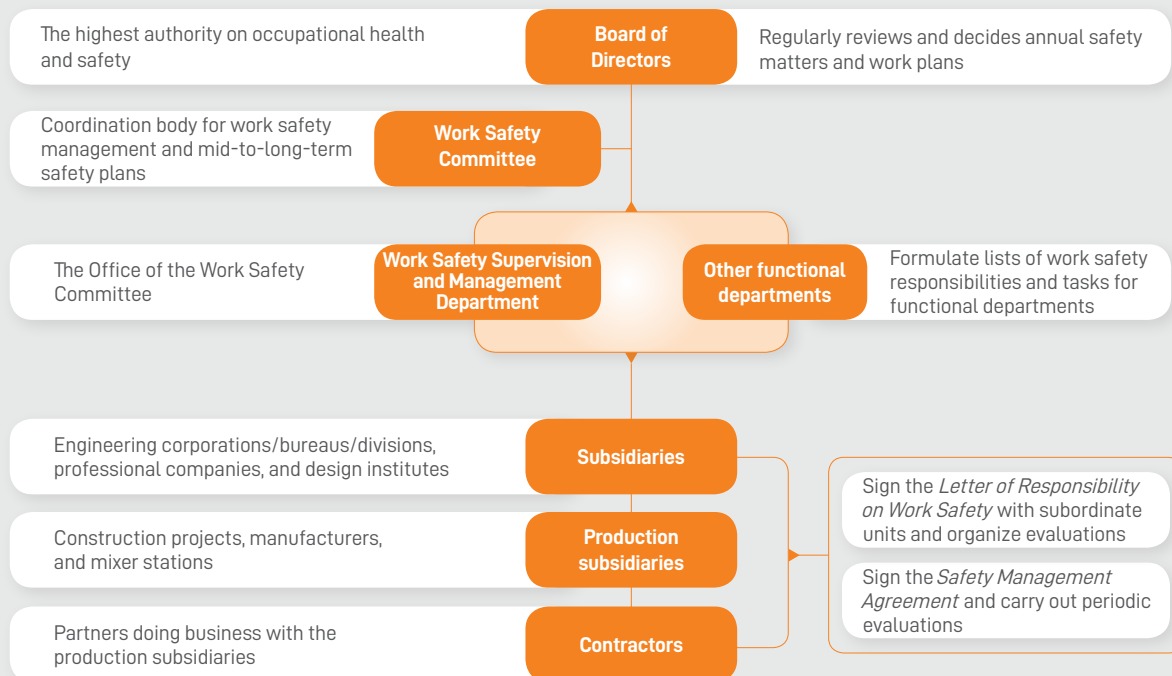 The highest authority on occupational health
and safety
Board of
Directors
Regularly reviews and decides annual safety
matters and work plans
Coordination body for work safety
management and mid-to-long-term
safety plans
Work Safety
Committee
The Office of the Work Safety
Committee
Work Safety Supervision
and Management
Department
Other functional
departments
Formulate lists of work safety
responsibilities and tasks for
functional departments
Engineering corporations/bureaus/divisions,
professional companies, and design institutes
Subsidiaries
Construction projects, manufacturers,
and mixer stations
Production
subsidiaries
Partners doing business with the
production subsidiaries
Contractors
Sign the Letter of Responsibility
on Work Safety with subordinate
units and organize evaluations
Sign the Safety Management
Agreement and carry out periodic
evaluations